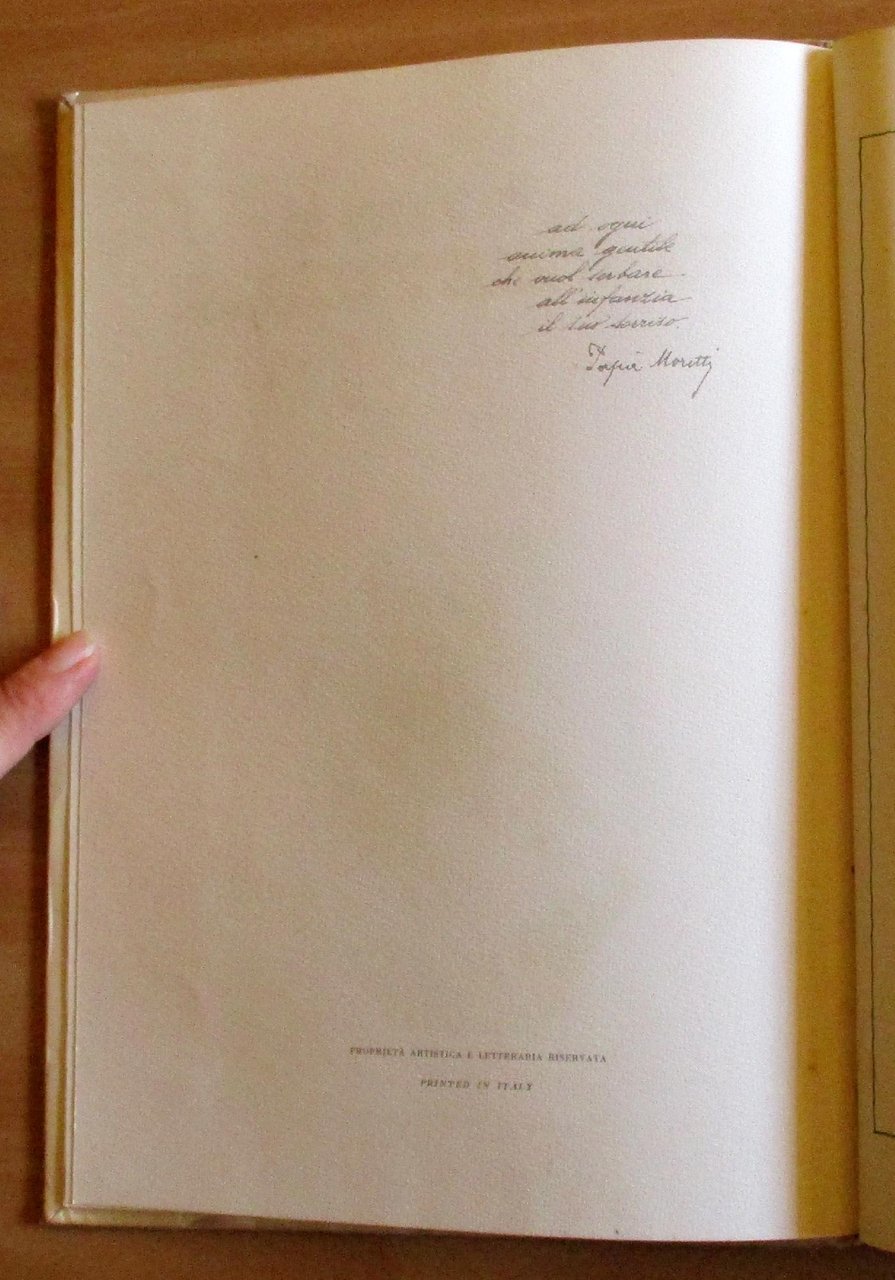 ad ogni
anima gentile
che vuol serbare
all'infanzia
il suo sorriso.
Moretti
PROPRIETÀ ARTISTICA E LETTERARIA RISERVATA
PRINTED IN ITALY